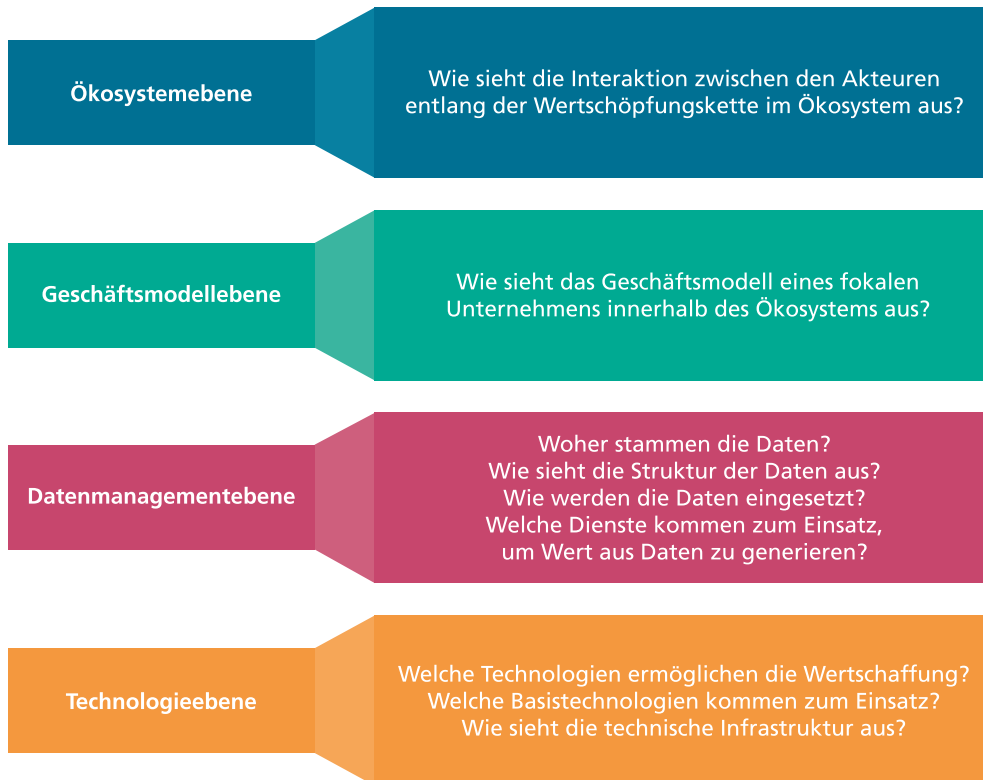 Ökosystemebene
Wie sieht die Interaktion zwischen den Akteuren
entlang der Wertschöpfungskette im Ökosystem aus?
Geschäftsmodellebene
Wie sieht das Geschäftsmodell eines fokalen
Unternehmens innerhalb des Ökosystems aus?
Datenmanagementebene
Woher stammen die Daten?
Wie sieht die Struktur der Daten aus?
Wie werden die Daten eingesetzt?
Welche Dienste kommen zum Einsatz,
um Wert aus Daten zu generieren?
Technologieebene
Welche Technologien ermöglichen die Wertschaffung?
Welche Basistechnologien kommen zum Einsatz?
Wie sieht die technische Infrastruktur aus?